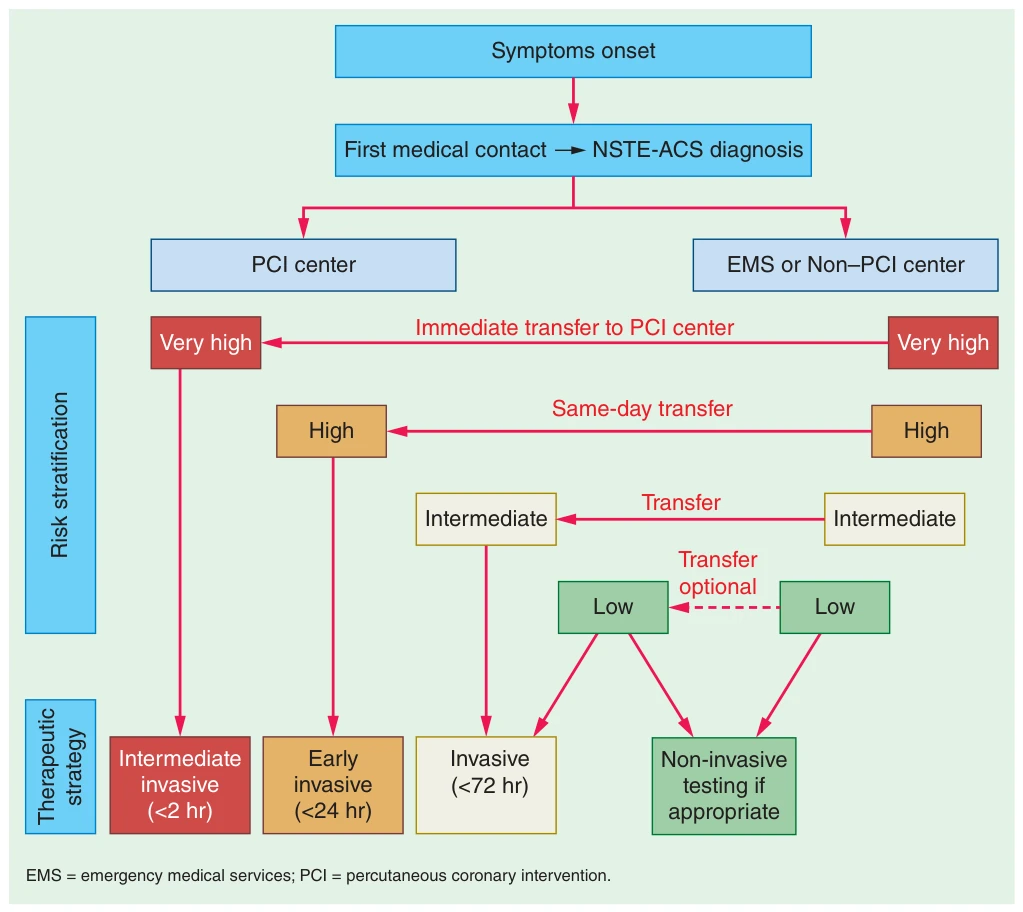 Symptoms onset
First medical contact → NSTE-ACS diagnosis
PCI center
EMS or Non–PCI center
Risk stratification
Very high
Immediate transfer to PCI center
Very high
High
Same-day transfer
High
Intermediate
Transfer
Intermediate
Low
Transfer
optional
Low
Therapeutic
strategy
Intermediate
invasive
(<2 hr)
Early
invasive
(<24 hr)
Invasive
(<72 hr)
Non-invasive
testing if
appropriate
EMS = emergency medical services; PCI = percutaneous coronary intervention.